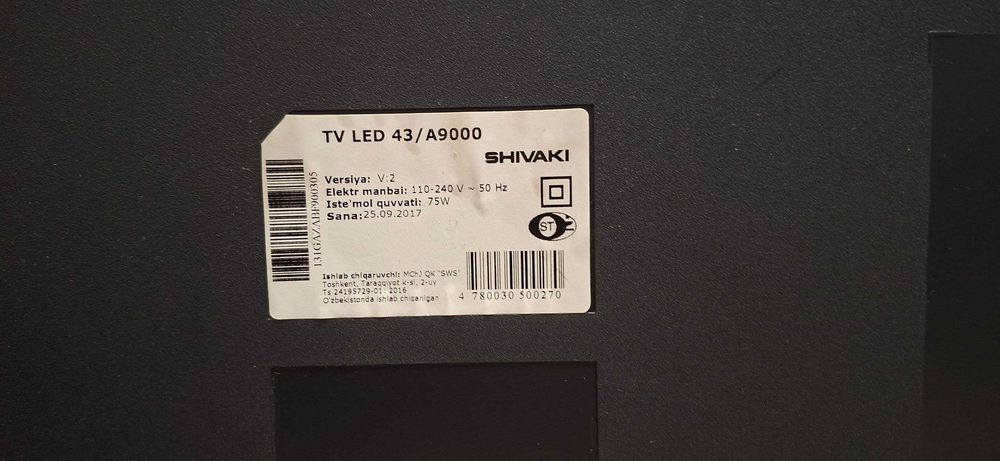 TV LED 43/A9000
SHIVAKI
Versiya: V:2
Elektr manbai: 110-240 V ~ 50 Hz
Iste'mol quvvati: 75W
Sana:25.09.2017
ST
131GAZABF900305
Ishlab chiqaruvchi: MChJ QK "SWS"
Toshkent, Taraqqiyot k-si, 2-uy
Ts 24195729-01: 2016
O'zbekistonda ishlab chiqarilgan
4 780030 500270